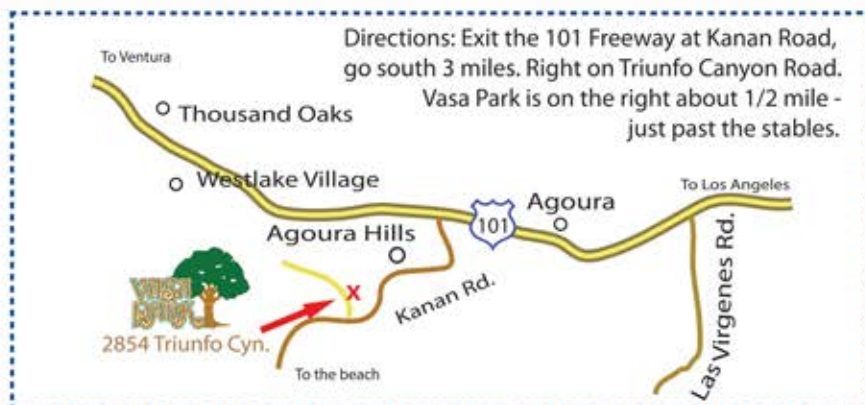 Directions: Exit the 101 Freeway at Kanan Road,
go south 3 miles. Right on Triunfo Canyon Road.
Vasa Park is on the right about 1/2 mile -
just past the stables.
To Ventura
Thousand Oaks
Westlake Village
To Los Angeles
Agoura
101
Agoura Hills
Las Virgenes Rd.
Kanan Rd.
X
VASA
PARK
2854 Triunfo Cyn.
To the beach